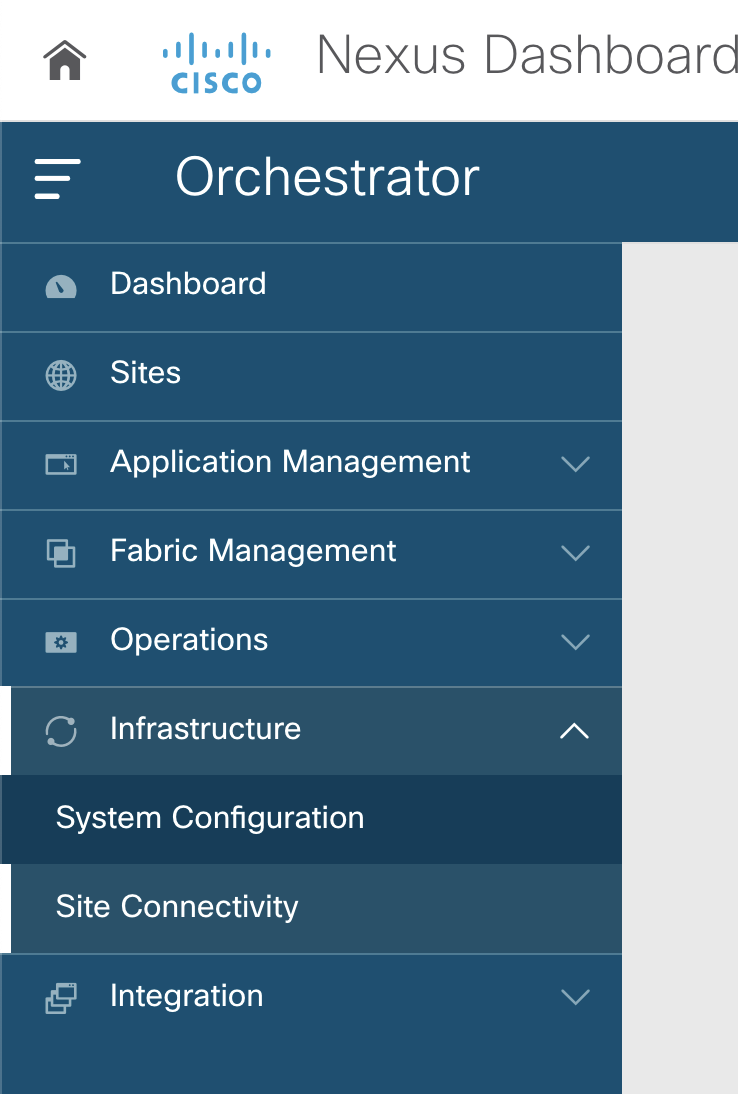 CISCO
Nexus Dashboard
Orchestrator
Dashboard
Sites
Application Management
Fabric Management
Operations
Infrastructure
System Configuration
Site Connectivity
Integration